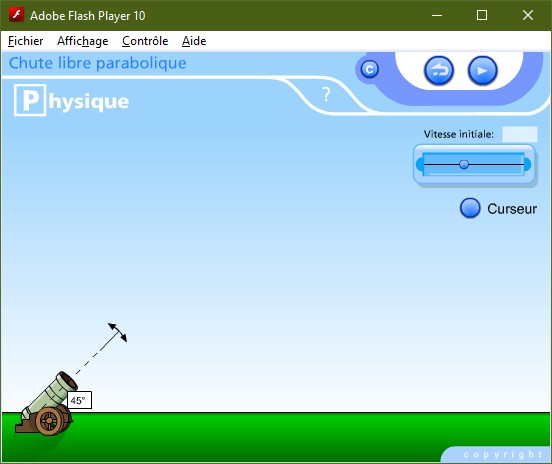 Adobe Flash Player 10
Fichier Affichage Contrôle Aide
Chute libre parabolique
C
Physique
?
Vitesse initiale:
Curseur
45°
copyright